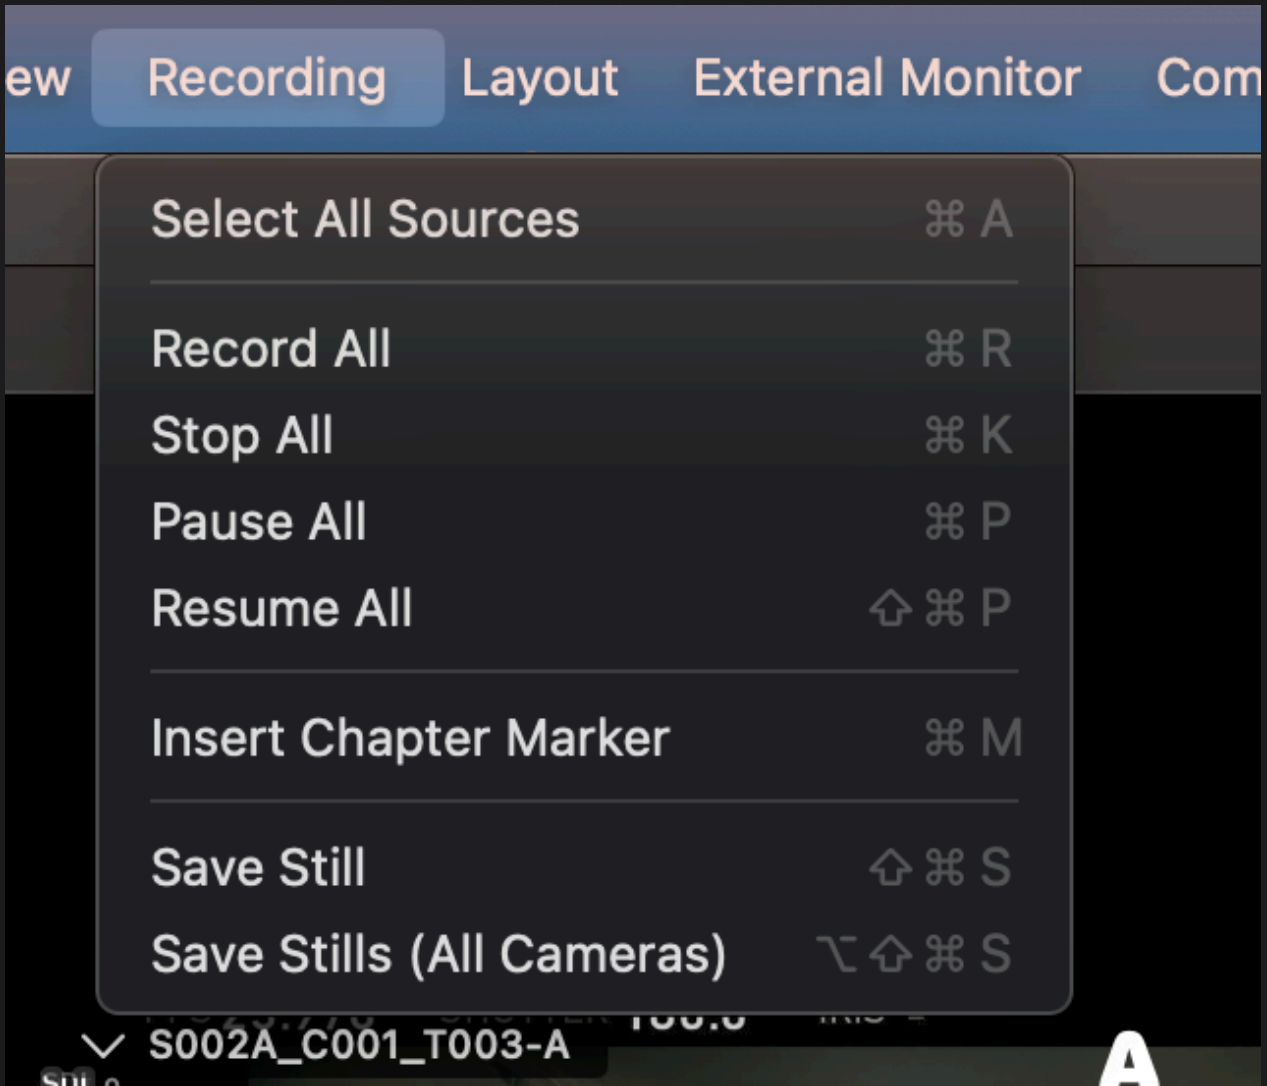 ew Recording Layout External Monitor Com
Select All Sources ⌘ A
Record All ⌘ R
Stop All ⌘ K
Pause All ⌘ P
Resume All ⇧ ⌘ P
Insert Chapter Marker ⌘ M
Save Still ⇧ ⌘ S
Save Stills (All Cameras) ⌥ ⇧ ⌘ S
S002A_C001_T003-A
A